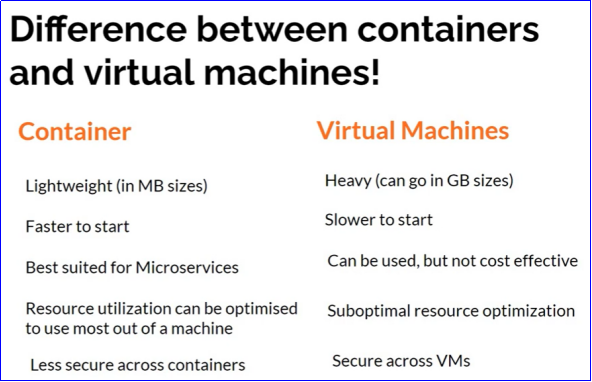 Difference between containers
and virtual machines!
Container
Virtual Machines
Lightweight (in MB sizes)
Heavy (can go in GB sizes)
Faster to start
Slower to start
Best suited for Microservices
Can be used, but not cost effective
Resource utilization can be optimised
to use most out of a machine
Suboptimal resource optimization
Less secure across containers
Secure across VMs